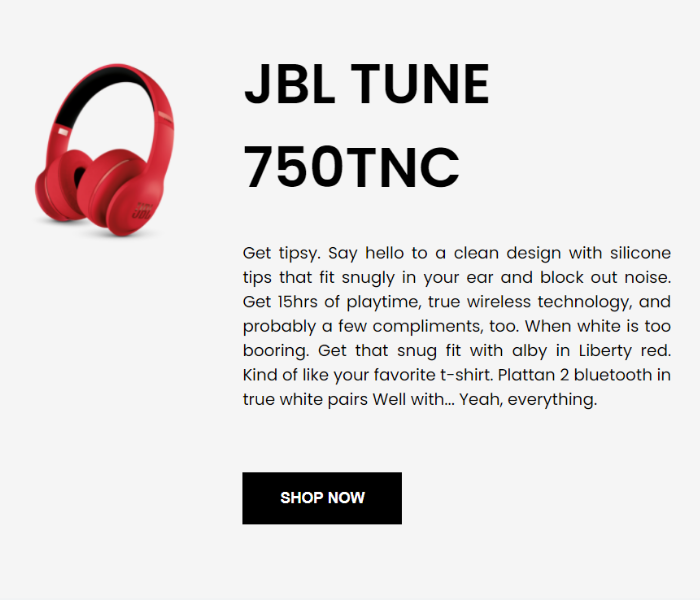 JBL TUNE
750TNC
Get tipsy. Say hello to a clean design with silicone
tips that fit snugly in your ear and block out noise.
Get 15hrs of playtime, true wireless technology, and
probably a few compliments, too. When white is too
booring. Get that snug fit with alby in Liberty red.
Kind of like your favorite t-shirt. Plattan 2 bluetooth in
true white pairs Well with... Yeah, everything.
SHOP NOW
JBL